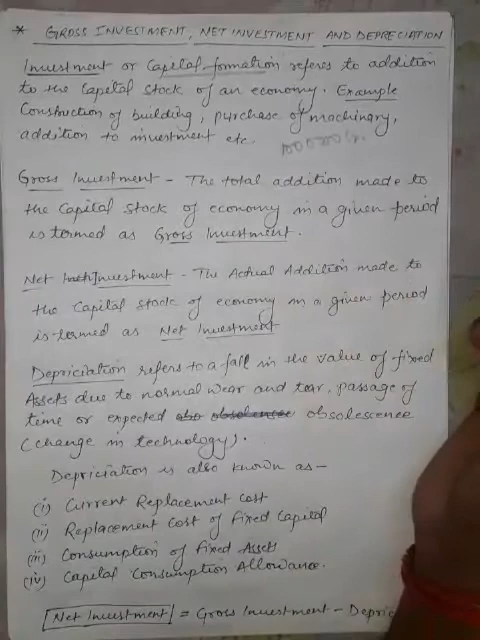 * GROSS INVESTMENT, NET INVESTMENT AND DEPRECIATION
Investment or Capital formation referes to addition
to the Capital stock of an economy. Example
Construction of building, purchase of machinary,
addition to investment etc.
Gross Investment - The total addition made to
the Capital Stock of economy in a given period
is termed as Gross Investment.
Net Investment - The Actual Addition made to
the Capital stock of economy in a given period
is termed as Net Investment
Depriciation refers to a fall in the value of fixed
Assets due to normal wear and tear, passage of
time or expected obsolescence
(change in technology).
Depriciation is also known as -
(i) Current Replacement Cost
(ii) Replacement Cost of Fixed Capital
(iii) Consumption of Fixed Assets
(iv) Capital Consumption Allowance.
[Net Investment] = Gross Investment - Depric